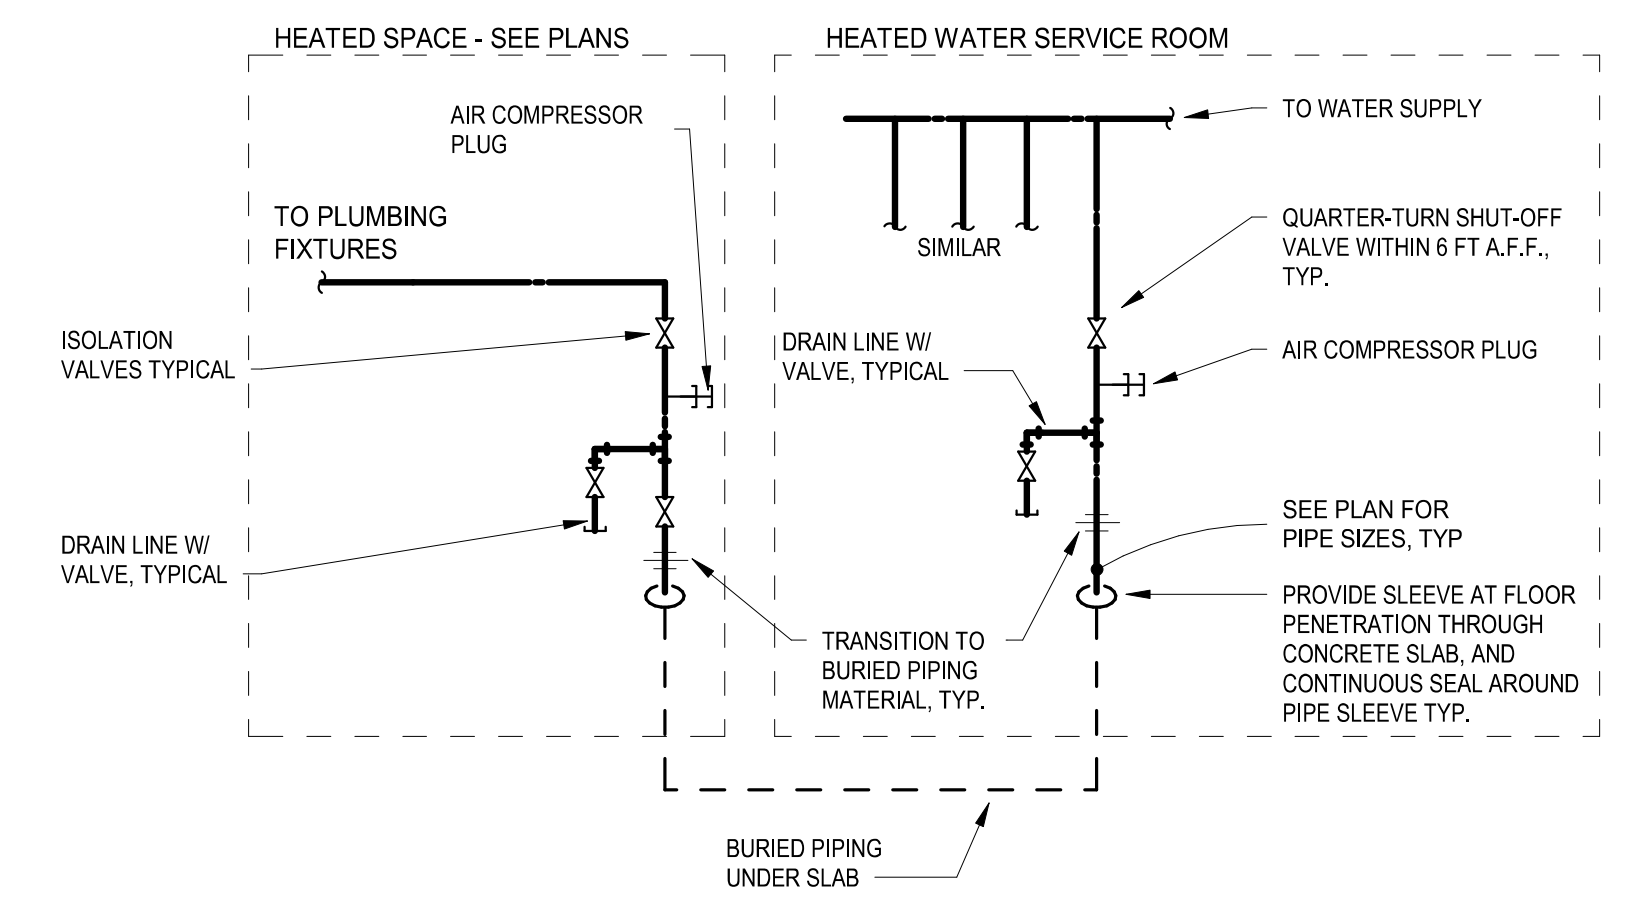 HEATED SPACE - SEE PLANS
HEATED WATER SERVICE ROOM
AIR COMPRESSOR
PLUG
TO WATER SUPPLY
TO PLUMBING
FIXTURES
SIMILAR
QUARTER-TURN SHUT-OFF
VALVE WITHIN 6 FT A.F.F.,
TYP.
ISOLATION
VALVES TYPICAL
DRAIN LINE W/
VALVE, TYPICAL
AIR COMPRESSOR PLUG
DRAIN LINE W/
VALVE, TYPICAL
SEE PLAN FOR
PIPE SIZES, TYP
TRANSITION TO
BURIED PIPING
MATERIAL, TYP.
PROVIDE SLEEVE AT FLOOR
PENETRATION THROUGH
CONCRETE SLAB, AND
CONTINUOUS SEAL AROUND
PIPE SLEEVE TYP.
BURIED PIPING
UNDER SLAB